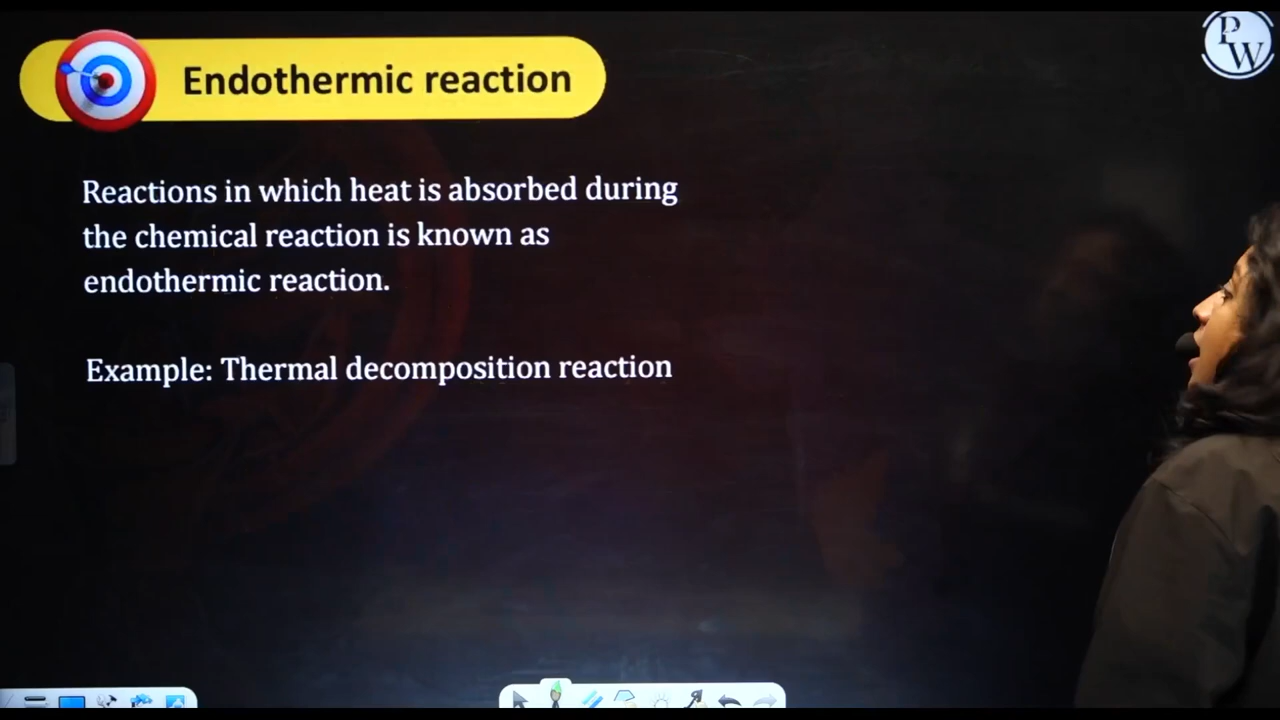 Endothermic reaction
PW
Reactions in which heat is absorbed during
the chemical reaction is known as
endothermic reaction.
Example: Thermal decomposition reaction